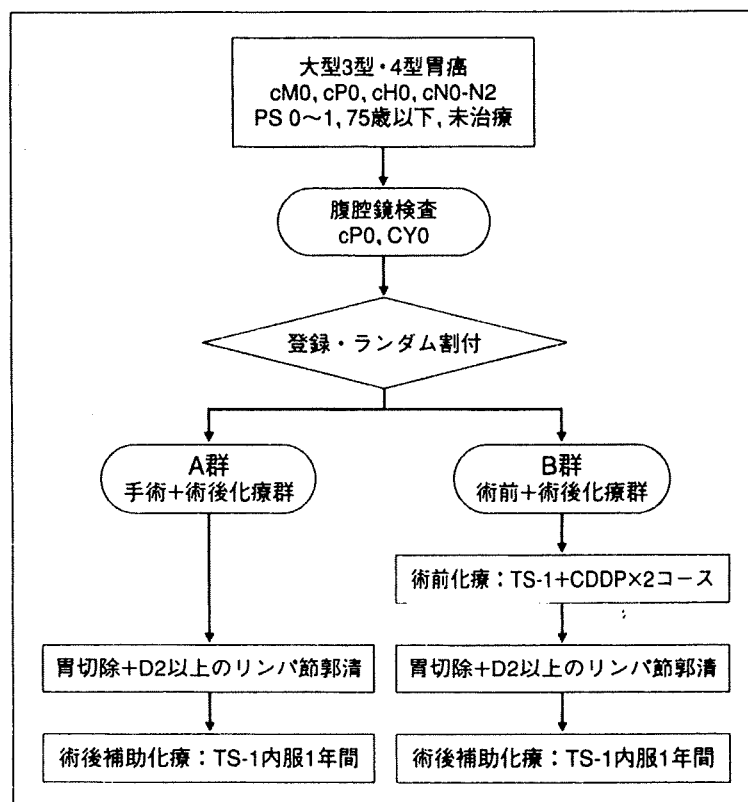 大型3型・4型胃癌
cM0, cP0, cH0, cN0-N2
PS 0～1, 75歳以下, 未治療
腹腔鏡検査
cP0, CY0
登録・ランダム割付
A群
手術+術後化療群
B群
術前+術後化療群
術前化療：TS-1+CDDP×2コース
胃切除+D2以上のリンパ節郭清
胃切除+D2以上のリンパ節郭清
術後補助化療：TS-1内服1年間
術後補助化療：TS-1内服1年間